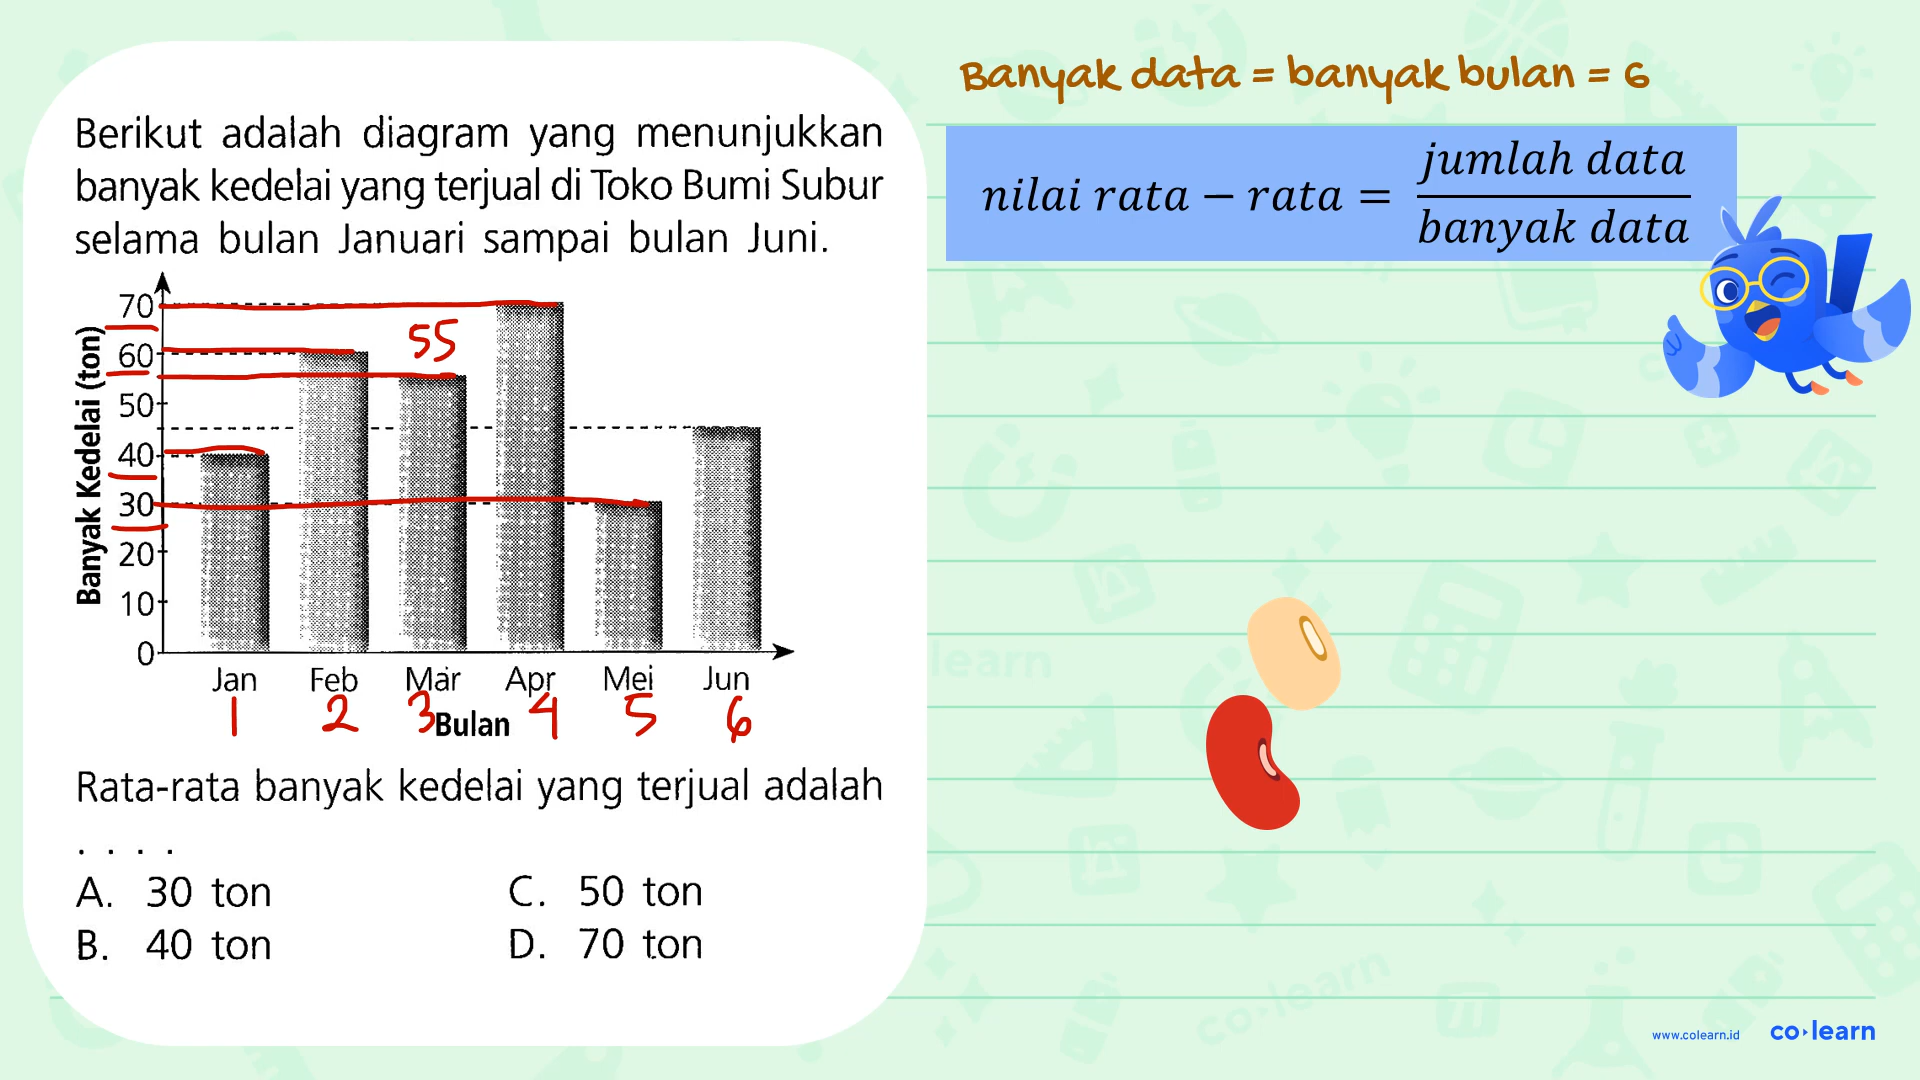 Berikut adalah diagram yang menunjukkan
banyak kedelai yang terjual di Toko Bumi Subur
selama bulan Januari sampai bulan Juni.
Banyak Kedelai (ton)
70
60
50
40
30
20
10
0
55
Jan Feb Mar Apr Mei Jun
1 2 3 4 5 6
Bulan
Rata-rata banyak kedelai yang terjual adalah
. . . .
A. 30 ton C. 50 ton
B. 40 ton D. 70 ton
Banyak data = banyak bulan = 6
nilai rata − rata = jumlah data / banyak data
learn
co·learn
www.colearn.id co·learn